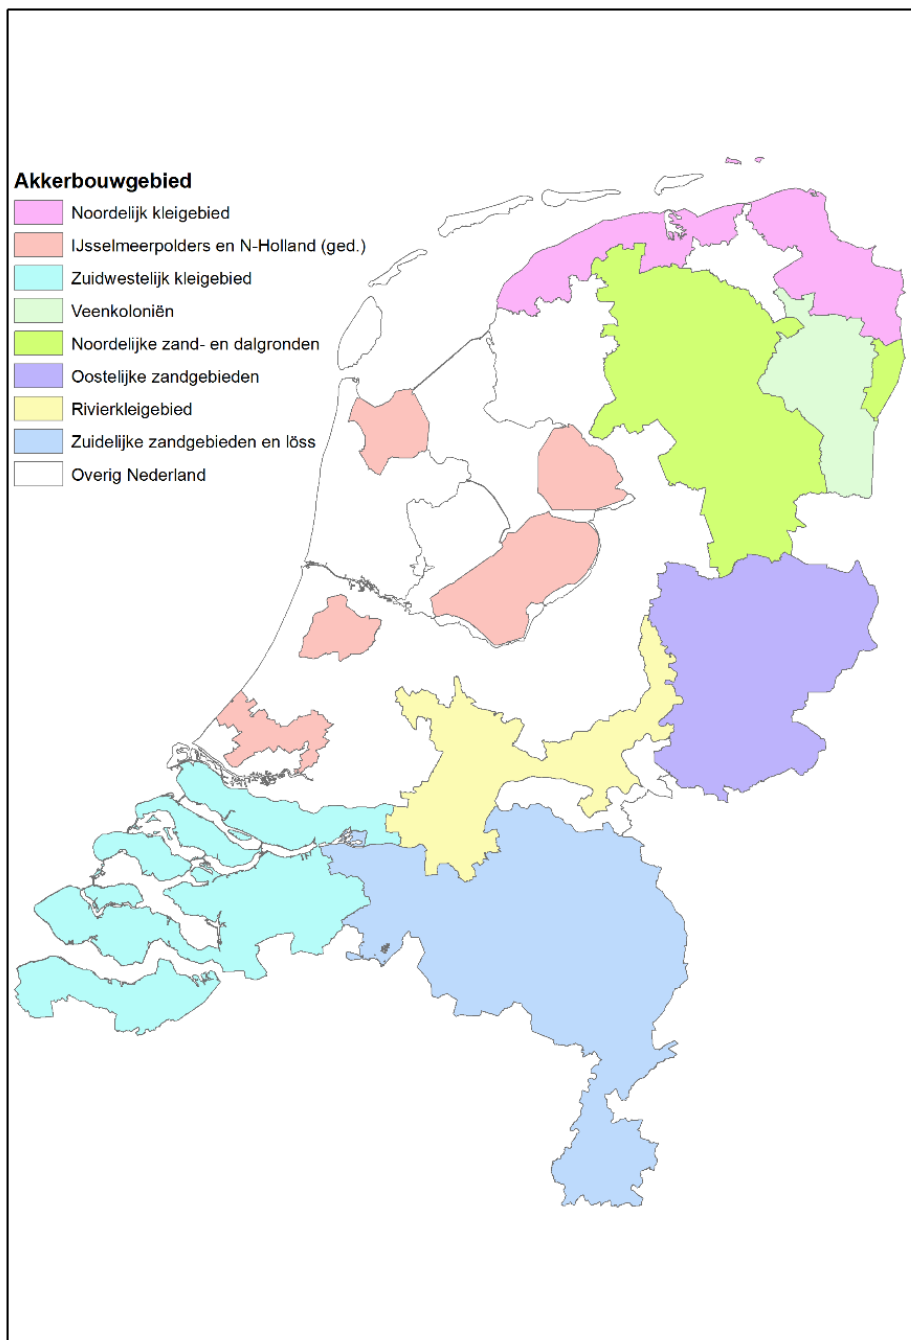 Akkerbouwgebied
Noordelijk kleigebied
IJsselmeerpolders en N-Holland (ged.)
Zuidwestelijk kleigebied
Veenkoloniën
Noordelijke zand- en dalgronden
Oostelijke zandgebieden
Rivierkleigebied
Zuidelijke zandgebieden en löss
Overig Nederland